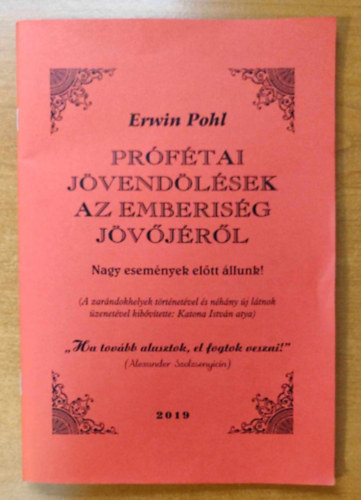 Erwin Pohl
PRÓFÉTAI
JÖVENDÖLÉSEK
AZ EMBERISÉG
JÖVŐJÉRŐL
Nagy események előtt állunk!
(A zarándokhelyek történetével és néhány új látnok
üzenetével kibővítette: Katona István atya)
„Ha tovább alusztok, el fogtok veszni!"
(Alexander Szolzsenyicin)
2019